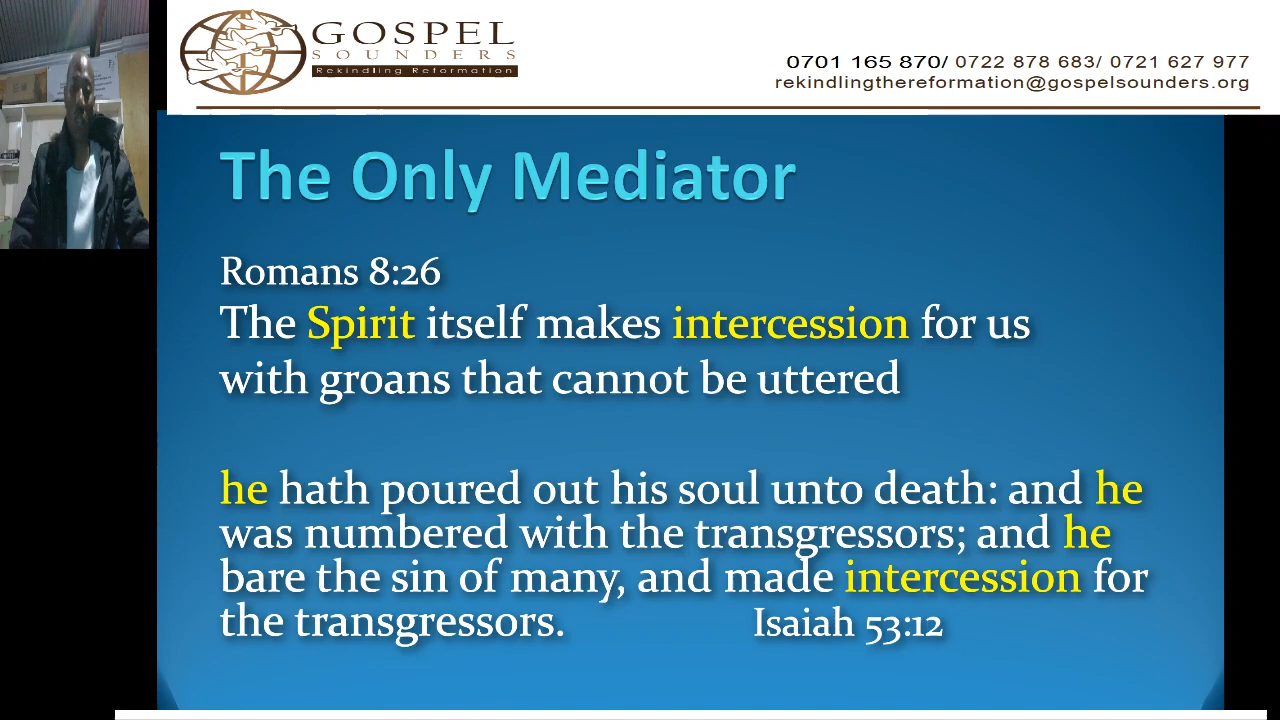 GOSPEL
SOUNDERS
Rekindling Reformation
0701 165 870/ 0722 878 683/ 0721 627 977
rekindlingthereformation@gospelsounders.org
The Only Mediator
Romans 8:26
The Spirit itself makes intercession for us
with groans that cannot be uttered
he hath poured out his soul unto death: and he
was numbered with the transgressors; and he
bare the sin of many, and made intercession for
the transgressors. Isaiah 53:12